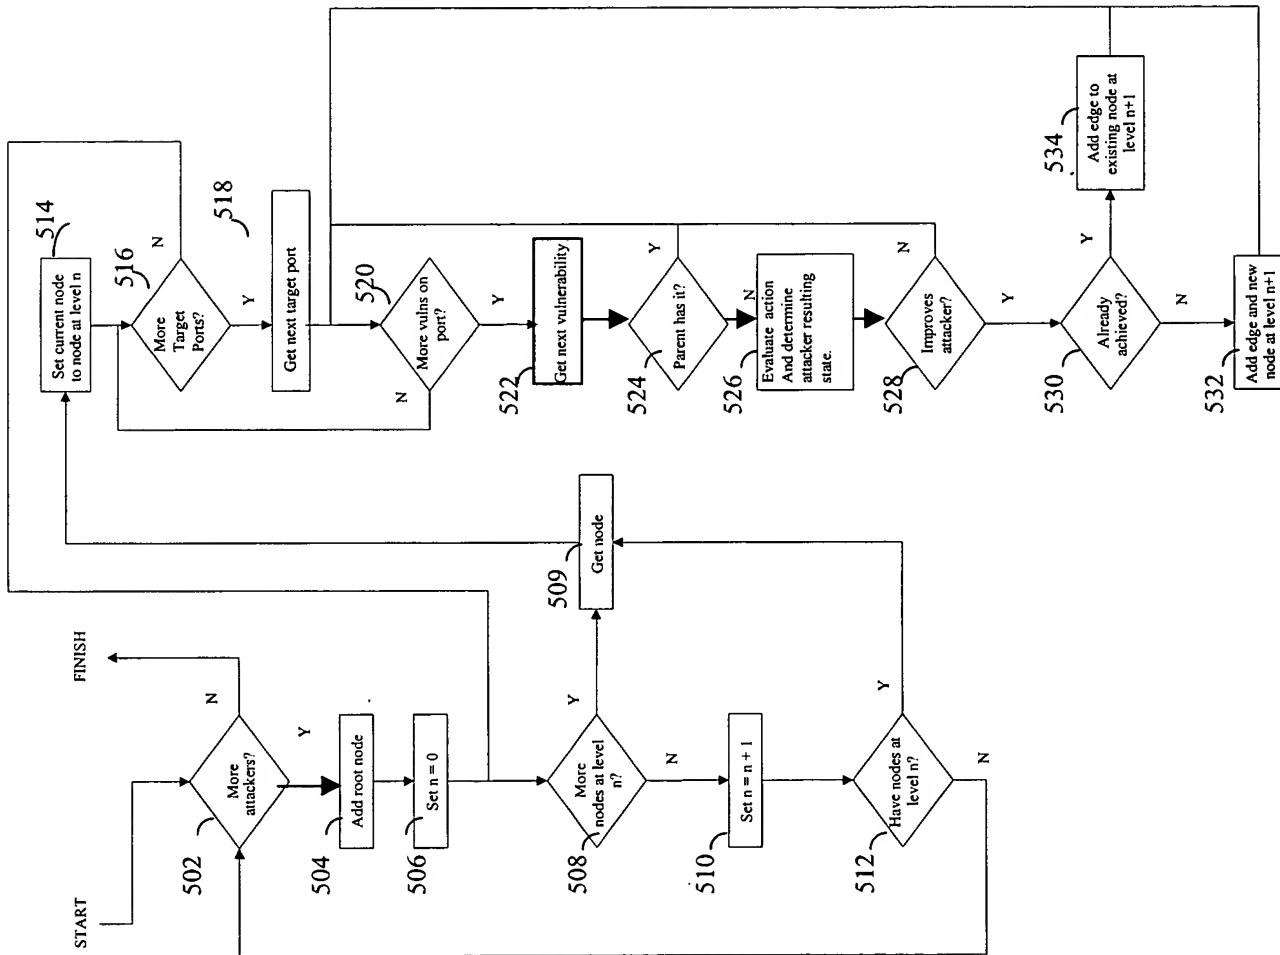 START
FINISH
502
More
attackers?
N
Y
504
Add root node
506
Set n = 0
508
More
nodes at level
n?
Y
N
509
Get node
510
Set n = n + 1
512
Have nodes at
level n?
Y
N
514
Set current node
to node at level n
516
More
Target
Ports?
N
Y
518
Get next target port
520
More vulns on
port?
N
Y
522
Get next vulnerability
524
Parent has it?
Y
N
526
Evaluate action
And determine
attacker resulting
state.
528
Improves
attacker?
N
Y
530
Already
achieved?
Y
N
532
Add edge and new
node at level n+1
534
Add edge to
existing node at
level n+1